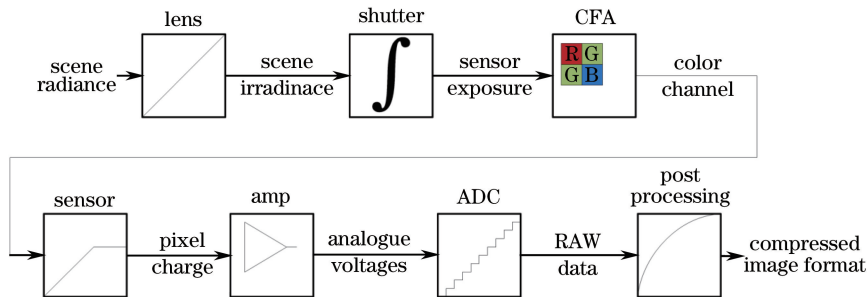 lens
shutter
CFA
scene
radiance
scene
irradinace
sensor
exposure
R G
G B
color
channel
sensor
amp
ADC
post
processing
pixel
charge
analogue
voltages
RAW
data
compressed
image format